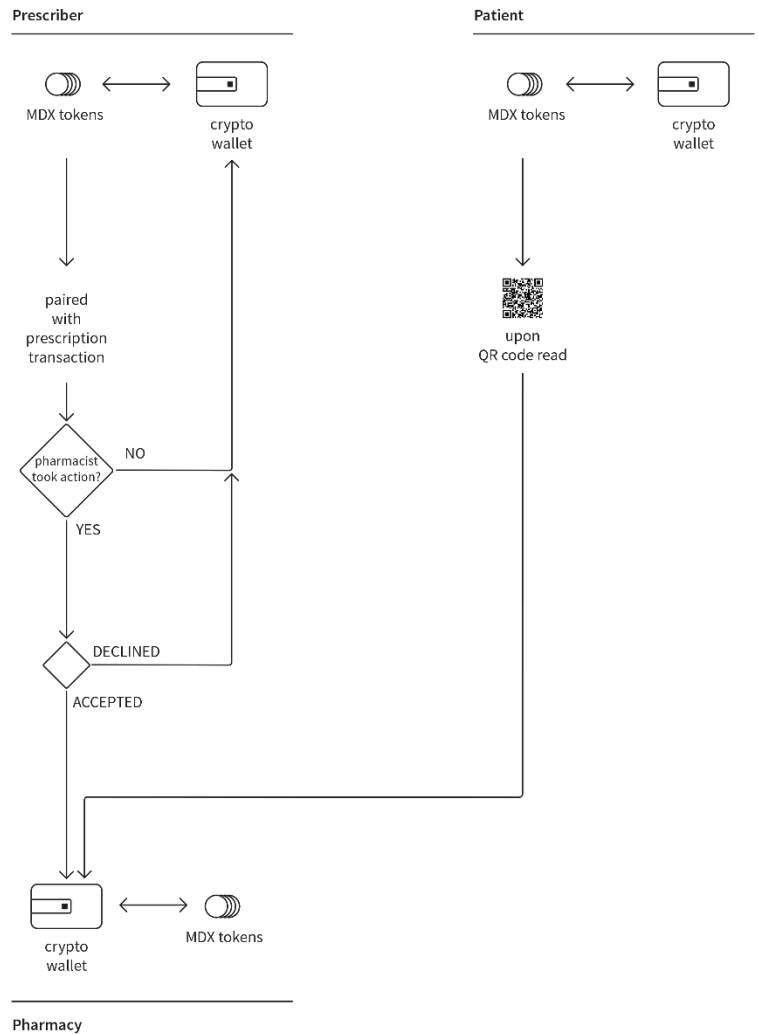 Prescriber
MDX tokens
crypto
wallet
paired
with
prescription
transaction
pharmacist
took action?
NO
YES
DECLINED
ACCEPTED
Patient
MDX tokens
crypto
wallet
upon
QR code read
crypto
wallet
MDX tokens
Pharmacy